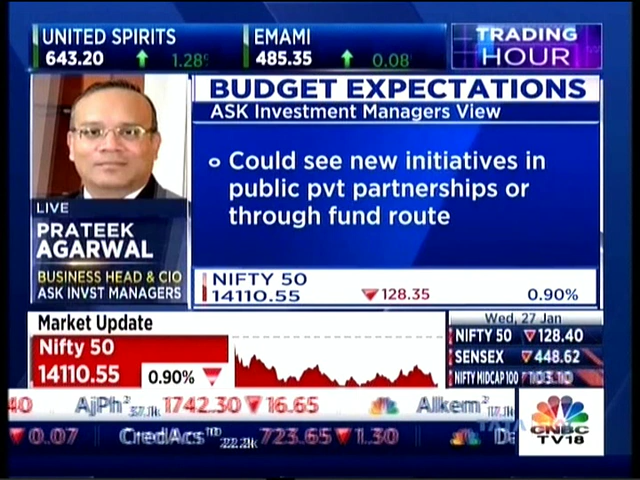 UNITED SPIRITS
643.20 1.28
EMAMI
485.35 0.08
TRADING
HOUR
BUDGET EXPECTATIONS
ASK Investment Managers View
Could see new initiatives in
public pvt partnerships or
through fund route
LIVE
PRATEEK
AGARWAL
BUSINESS HEAD & CIO
ASK INVST MANAGERS
NIFTY 50
14110.55 128.35 0.90%
Market Update
Nifty 50
14110.55 0.90%
Wed, 27 Jan
NIFTY 50 128.40
SENSEX 448.62
NIFTY MIDCAP 100
40 AjPh 1742.30 16.65 Alkem
0.07 CredAcs 22.2k 723.65 1.30
CNBC
TV18